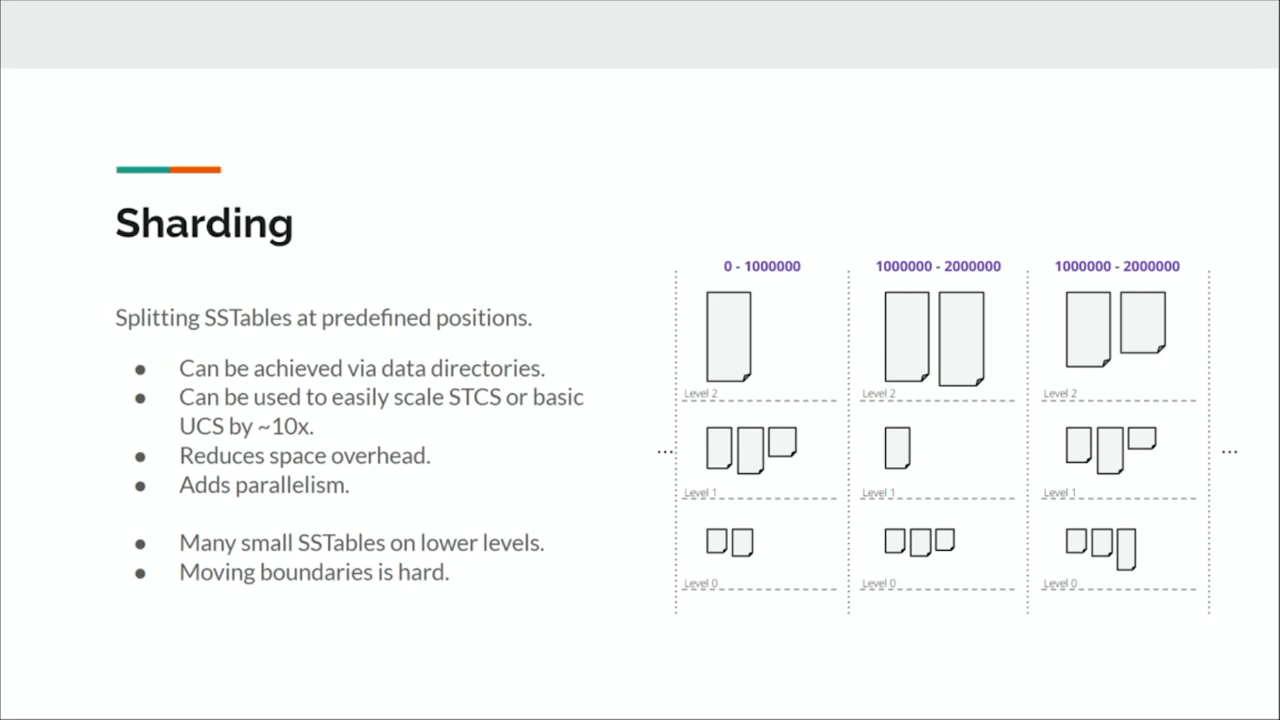 Sharding
Splitting SSTables at predefined positions.
● Can be achieved via data directories.
● Can be used to easily scale STCS or basic
UCS by ~10x.
● Reduces space overhead.
● Adds parallelism.
● Many small SSTables on lower levels.
● Moving boundaries is hard.
0 - 1000000 1000000 - 2000000 1000000 - 2000000
Level 2 Level 2 Level 2
... ...
Level 1 Level 1 Level 1
Level 0 Level 0 Level 0